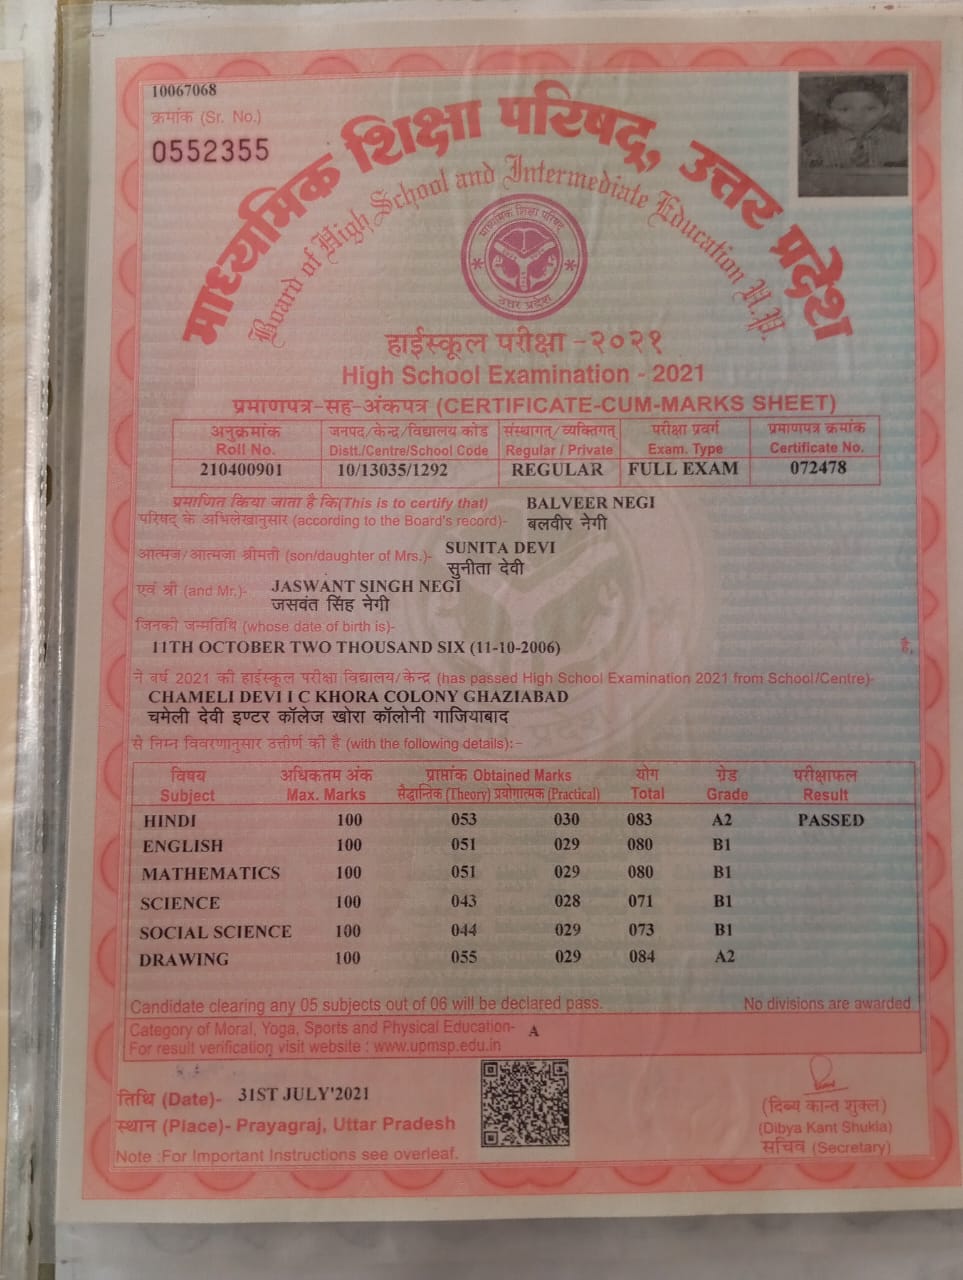 10067068
क्रमांक (Sr. No.)
0552355
माध्यमिक शिक्षा परिषद्, उत्तर प्रदेश
Board of High School and Intermediate Education U.P.
माध्यमिक शिक्षा परिषद्
उत्तर प्रदेश
हाईस्कूल परीक्षा -२०२१
High School Examination - 2021
प्रमाणपत्र-सह-अंकपत्र (CERTIFICATE-CUM-MARKS SHEET)
अनुक्रमांक जनपद/केन्द्र/विद्यालय कोड संस्थागत/व्यक्तिगत परीक्षा प्रवर्ग प्रमाणपत्र क्रमांक
Roll No. Distt./Centre/School Code Regular / Private Exam. Type Certificate No.
210400901 10/13035/1292 REGULAR FULL EXAM 072478
प्रमाणित किया जाता है कि(This is to certify that) BALVEER NEGI
परिषद के अभिलेखानुसार (according to the Board's record)- बलवीर नेगी
आत्मज/आत्मजा श्रीमती (son/daughter of Mrs.)- SUNITA DEVI
सुनीता देवी
एवं श्री (and Mr.)- JASWANT SINGH NEGI
जसवंत सिंह नेगी
जिनकी जन्मतिथि (whose date of birth is)-
11TH OCTOBER TWO THOUSAND SIX (11-10-2006) है,
ने वर्ष 2021 की हाईस्कूल परीक्षा विद्यालय/केन्द्र (has passed High School Examination 2021 from School/Centre)-
CHAMELI DEVI I C KHORA COLONY GHAZIABAD
चमेली देवी इण्टर कॉलेज खोरा कॉलोनी गाजियाबाद
से निम्न विवरणानुसार उत्तीर्ण की है (with the following details):-
विषय अधिकतम अंक प्राप्तांक Obtained Marks योग ग्रेड परीक्षाफल
Subject Max. Marks सैद्धान्तिक (Theory) प्रयोगात्मक (Practical) Total Grade Result
HINDI 100 053 030 083 A2 PASSED
ENGLISH 100 051 029 080 B1
MATHEMATICS 100 051 029 080 B1
SCIENCE 100 043 028 071 B1
SOCIAL SCIENCE 100 044 029 073 B1
DRAWING 100 055 029 084 A2
Candidate clearing any 05 subjects out of 06 will be declared pass. No divisions are awarded
Category of Moral, Yoga, Sports and Physical Education- A
For result verification visit website : www.upmsp.edu.in
तिथि (Date)- 31ST JULY'2021
स्थान (Place)- Prayagraj, Uttar Pradesh
Note :For Important Instructions see overleaf.
(दिब्य कान्त शुक्ल)
(Dibya Kant Shukla)
सचिव (Secretary)